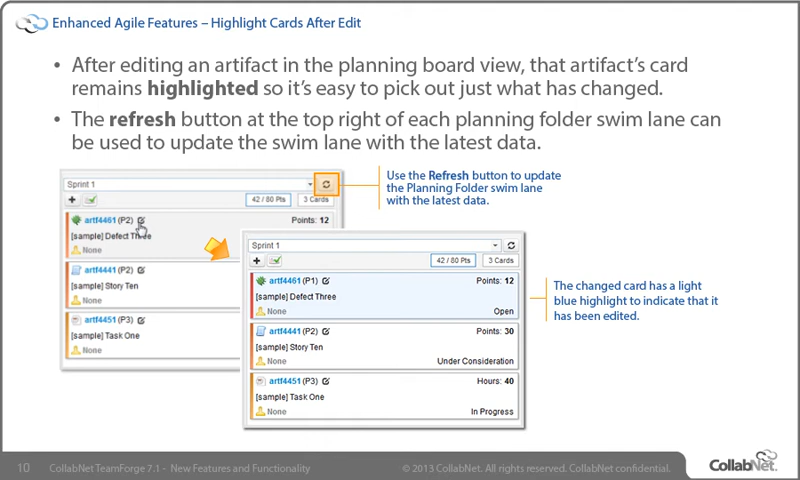 Enhanced Agile Features – Highlight Cards After Edit
• After editing an artifact in the planning board view, that artifact's card
remains highlighted so it's easy to pick out just what has changed.
• The refresh button at the top right of each planning folder swim lane can
be used to update the swim lane with the latest data.
Sprint 1
42 / 80 Pts
3 Cards
artf4461 (P2)
Points: 12
[sample] Defect Three
None
artf4441 (P2)
[sample] Story Ten
None
artf4451 (P3)
[sample] Task One
None
Use the Refresh button to update
the Planning Folder swim lane
with the latest data.
Sprint 1
42 / 80 Pts
3 Cards
artf4461 (P1)
Points: 12
[sample] Defect Three
None
Open
artf4441 (P2)
Points: 30
[sample] Story Ten
None
Under Consideration
artf4451 (P3)
Hours: 40
[sample] Task One
None
In Progress
The changed card has a light
blue highlight to indicate that it
has been edited.
10 CollabNet TeamForge 7.1 - New Features and Functionality
© 2013 CollabNet. All rights reserved. CollabNet confidential.
CollabNet